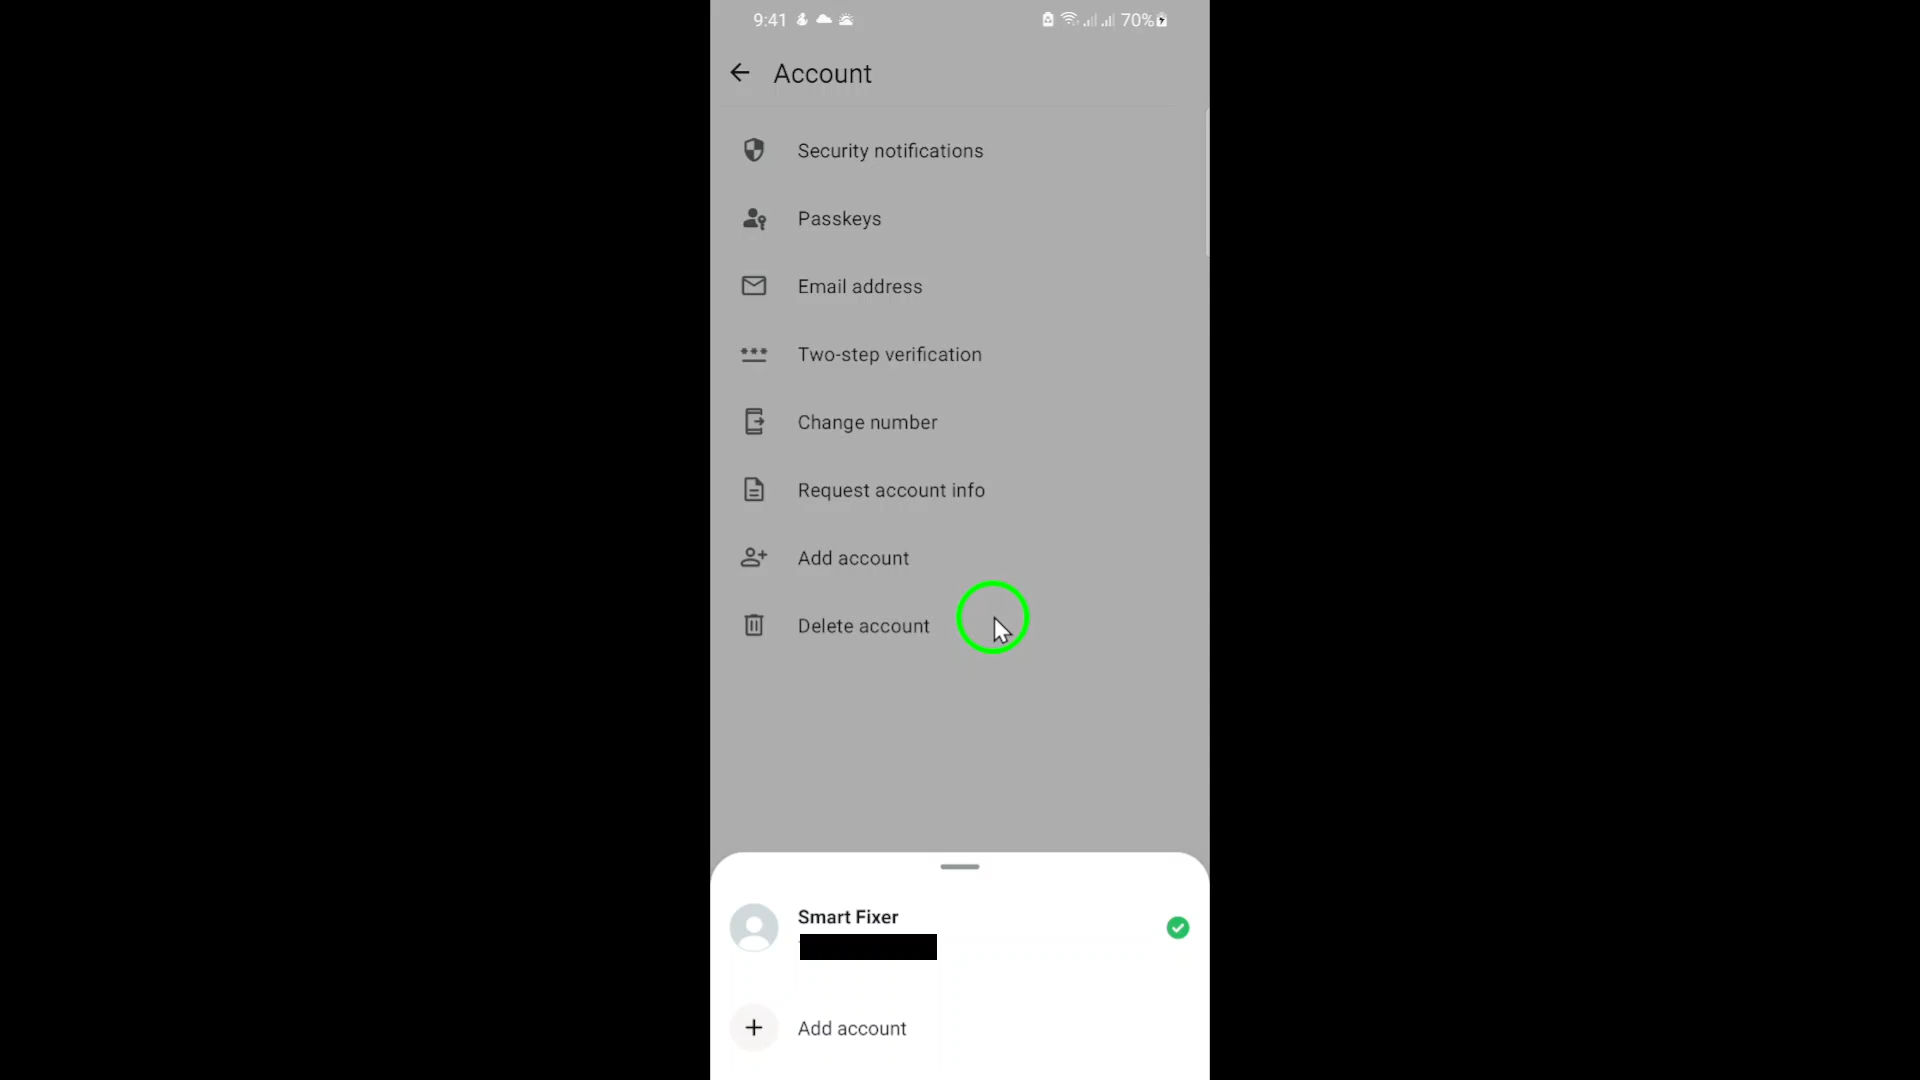 9:41
70%
Account
Security notifications
Passkeys
Email address
Two-step verification
Change number
Request account info
Add account
Delete account
Smart Fixer
Add account